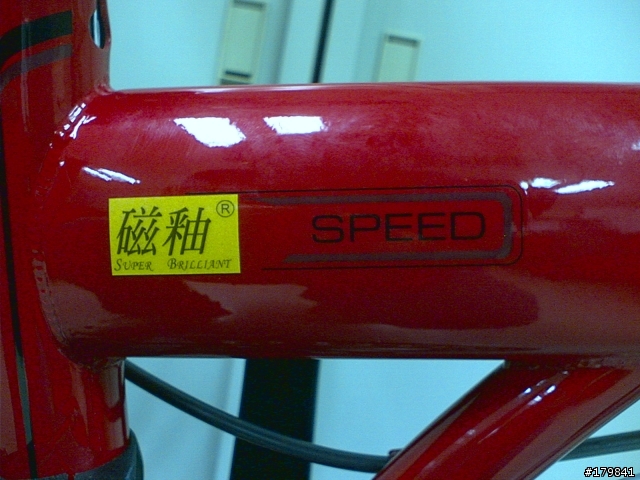 磁釉®
SUPER BRILLIANT
SPEED
#179841